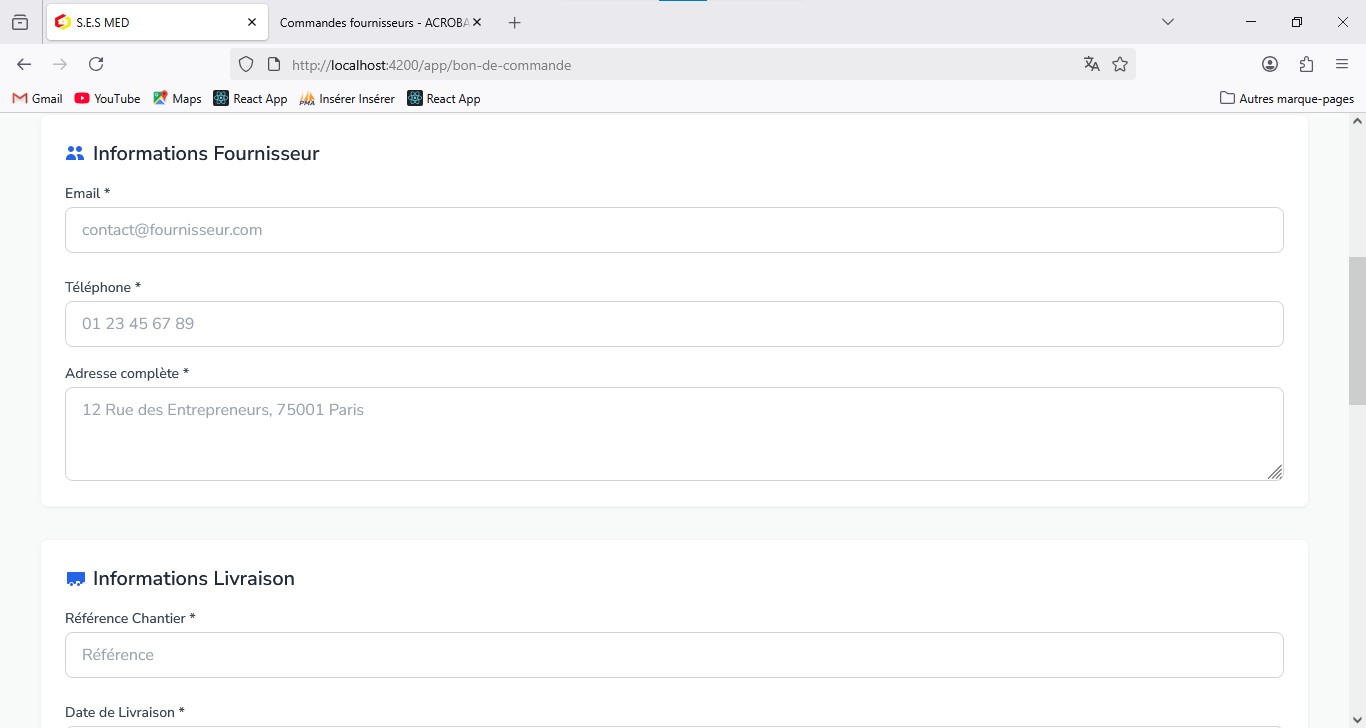 S.E.S MED
Commandes fournisseurs - ACROBA
http://localhost:4200/app/bon-de-commande
Gmail YouTube Maps React App Insérer Insérer React App Autres marque-pages
Informations Fournisseur
Email *
contact@fournisseur.com
Téléphone *
01 23 45 67 89
Adresse complète *
12 Rue des Entrepreneurs, 75001 Paris
Informations Livraison
Référence Chantier *
Référence
Date de Livraison *